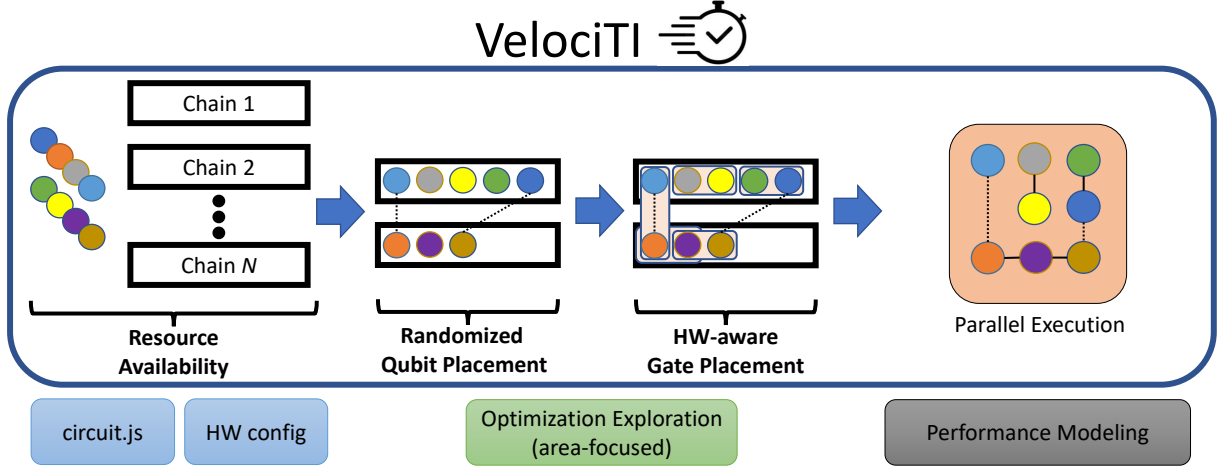 VelociTI
Chain 1
Chain 2
Chain N
Resource
Availability
Randomized
Qubit Placement
HW-aware
Gate Placement
Parallel Execution
circuit.js
HW config
Optimization Exploration
(area-focused)
Performance Modeling